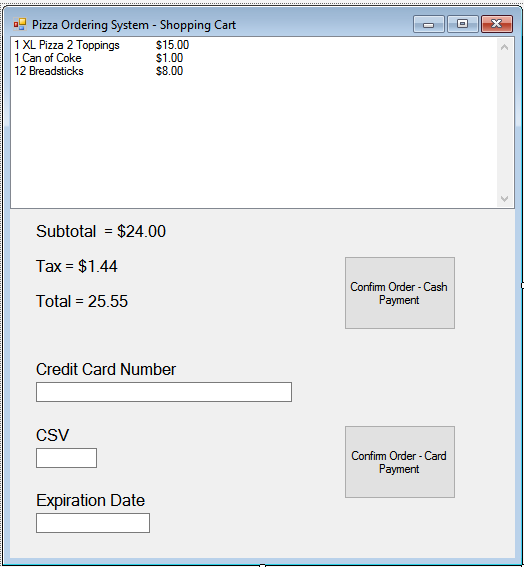 Pizza Ordering System - Shopping Cart
1 XL Pizza 2 Toppings $15.00
1 Can of Coke $1.00
12 Breadsticks $8.00
Subtotal = $24.00
Tax = $1.44
Total = 25.55
Confirm Order - Cash
Payment
Credit Card Number
CSV
Confirm Order - Card
Payment
Expiration Date